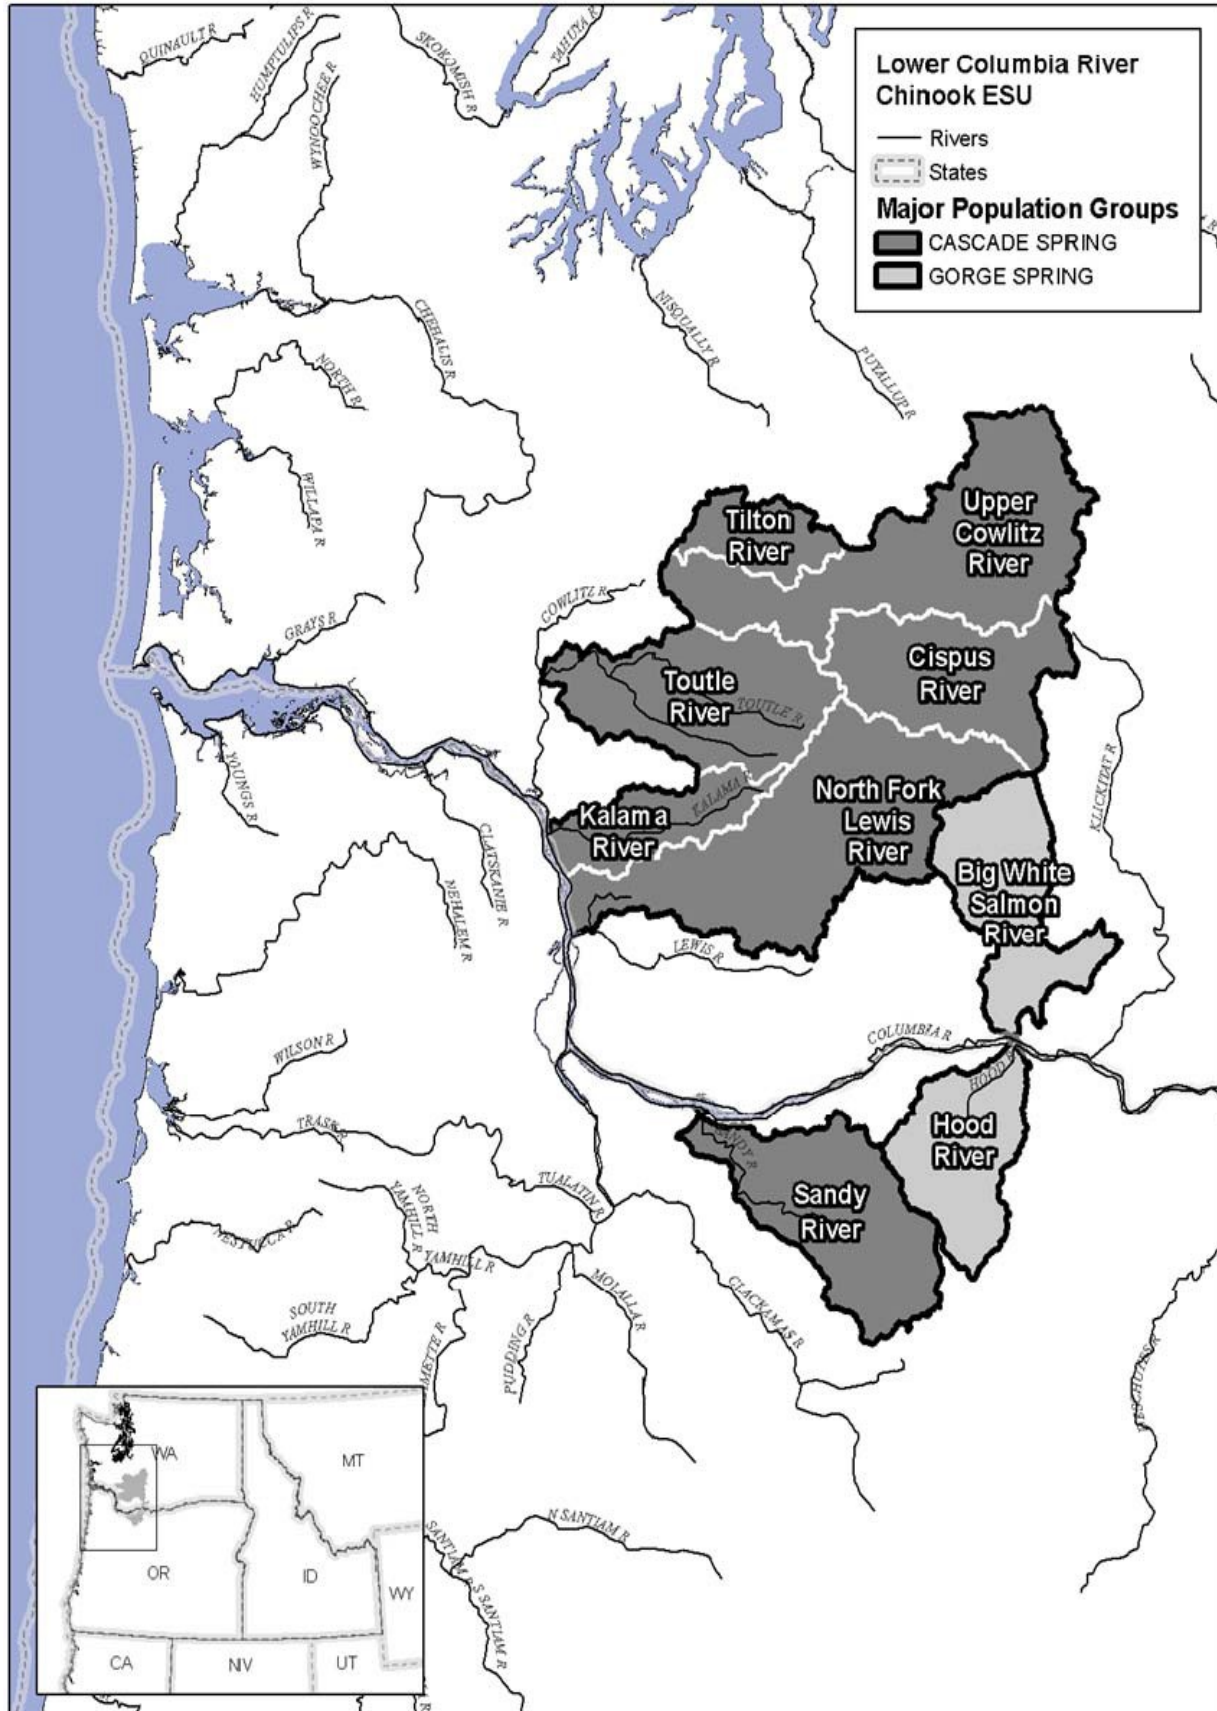 Lower Columbia River
Chinook ESU
Rivers
States
Major Population Groups
CASCADE SPRING
GORGE SPRING
QUINAULT R
HUMPTULIPS R
WYNOOCHEE R
SKOKOMISH R
TAHUYA R
NISQUALLY R
PUYALLUP R
CHEHALIS R
NORTH R
WILLAPA R
GRAYS R
COWLITZ R
Tilton
River
Upper
Cowlitz
River
Cispus
River
Toutle
River
TOUTLE R
Kalama
River
KALAMA R
North Fork
Lewis
River
Big White
Salmon
River
KLICKITAT R
YOUNGS R
CLATSKANIE R
NEHALEM R
LEWIS R
COLUMBIA R
HOOD R
Hood
River
SANDY R
Sandy
River
WILSON R
TRASK R
TUALATIN R
NORTH
YAMHILL R
NESTUCCA R
YAMHILL R
SOUTH
YAMHILL R
MOLALLA R
PUDDING R
CLACKAMAS R
METTE R
DESCHUTES R
N SANTIAM R
SANTIAM R
S SANTIAM R
WA
MT
OR
ID
WY
CA
NV
UT